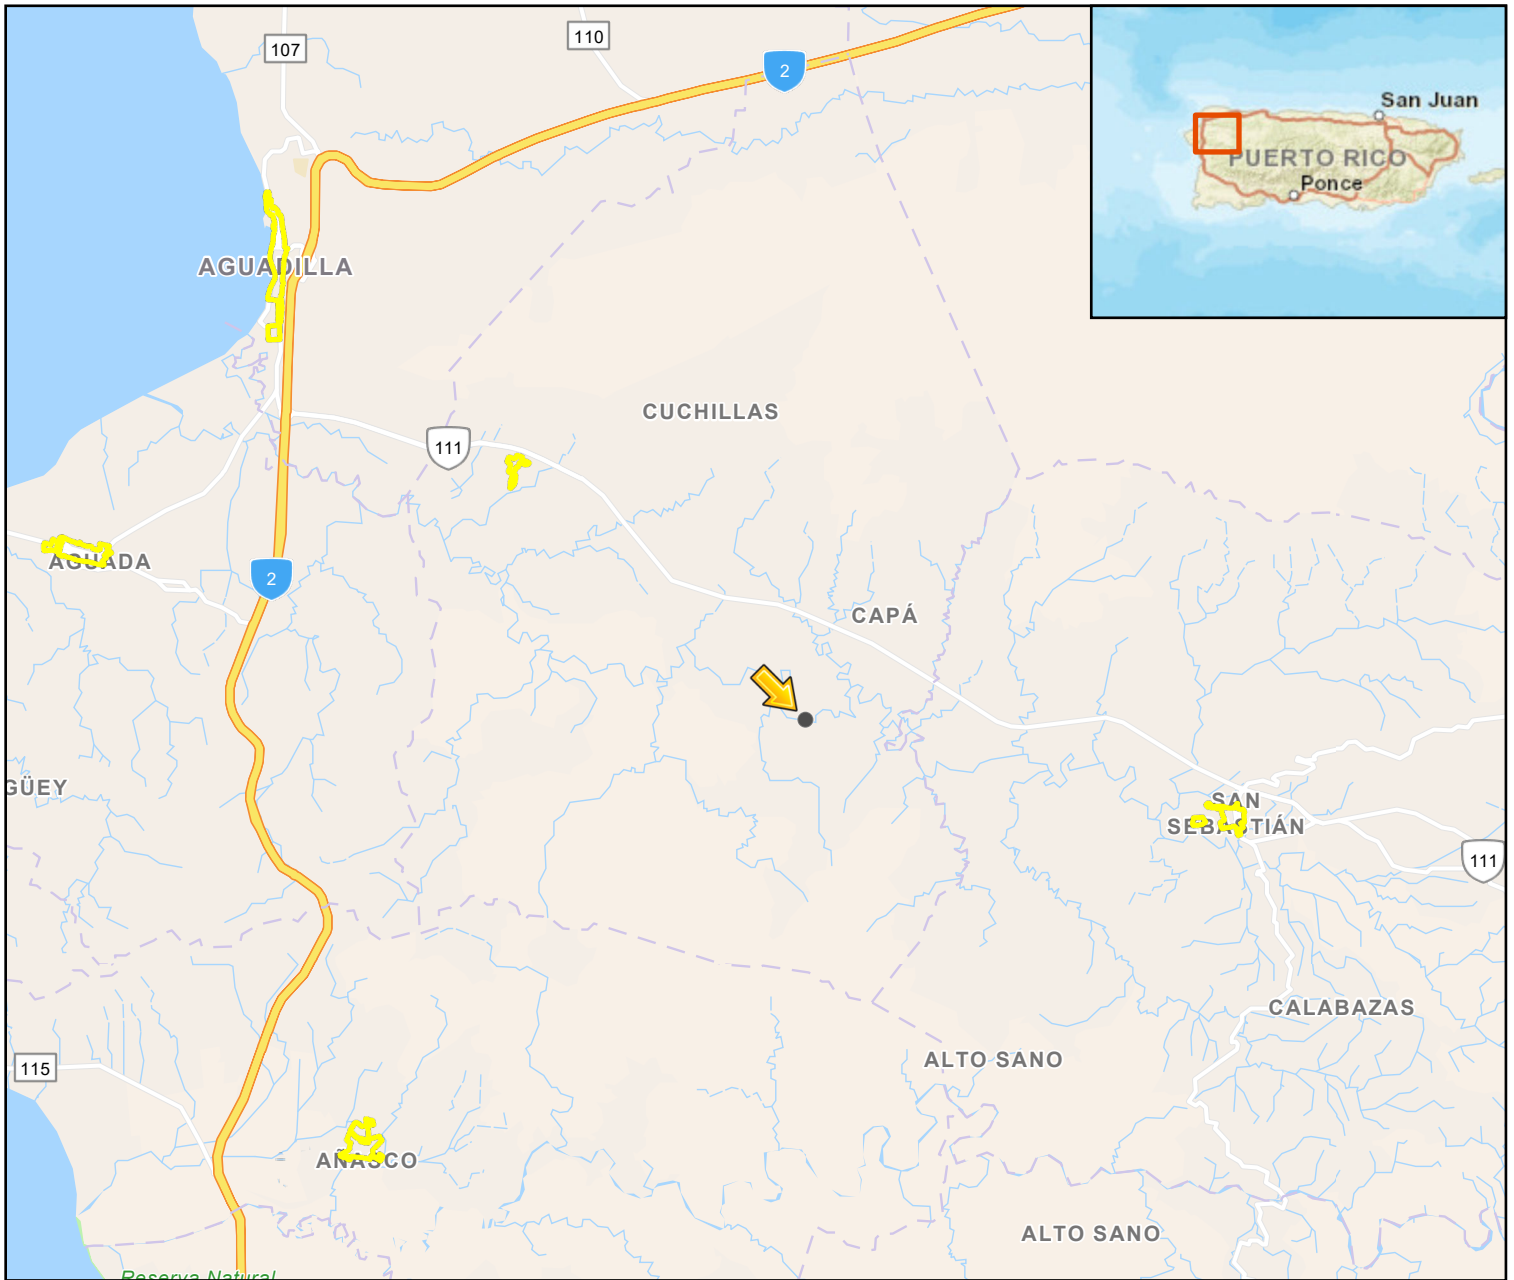 107
110
2
San Juan
PUERTO RICO
Ponce
AGUADILLA
CUCHILLAS
111
AGUADA
2
CAPÁ
GÜEY
SAN
SEBASTIÁN
111
CALABAZAS
ALTO SANO
115
AÑASCO
ALTO SANO
Reserva Natural